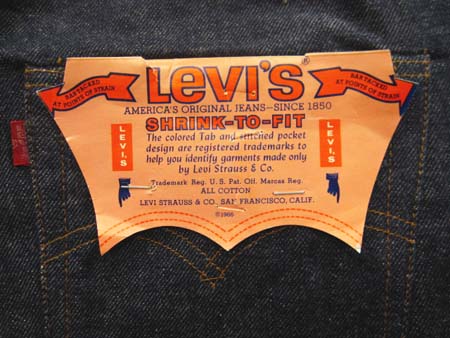 BARTACKED
AT POINTS OF STRAIN
LEVI'S®
BARTACKED
AT POINTS OF STRAIN
AMERICA'S ORIGINAL JEANS—SINCE 1850
SHRINK-TO-FIT
LEVI'S
The colored Tab and stitched pocket
design are registered trademarks to
help you identify garments made only
by Levi Strauss & Co.
LEVI'S
Trademark Reg. U.S. Pat. Off. Marcas Reg.
ALL COTTON
LEVI STRAUSS & CO. SAN FRANCISCO, CALIF.
©1966